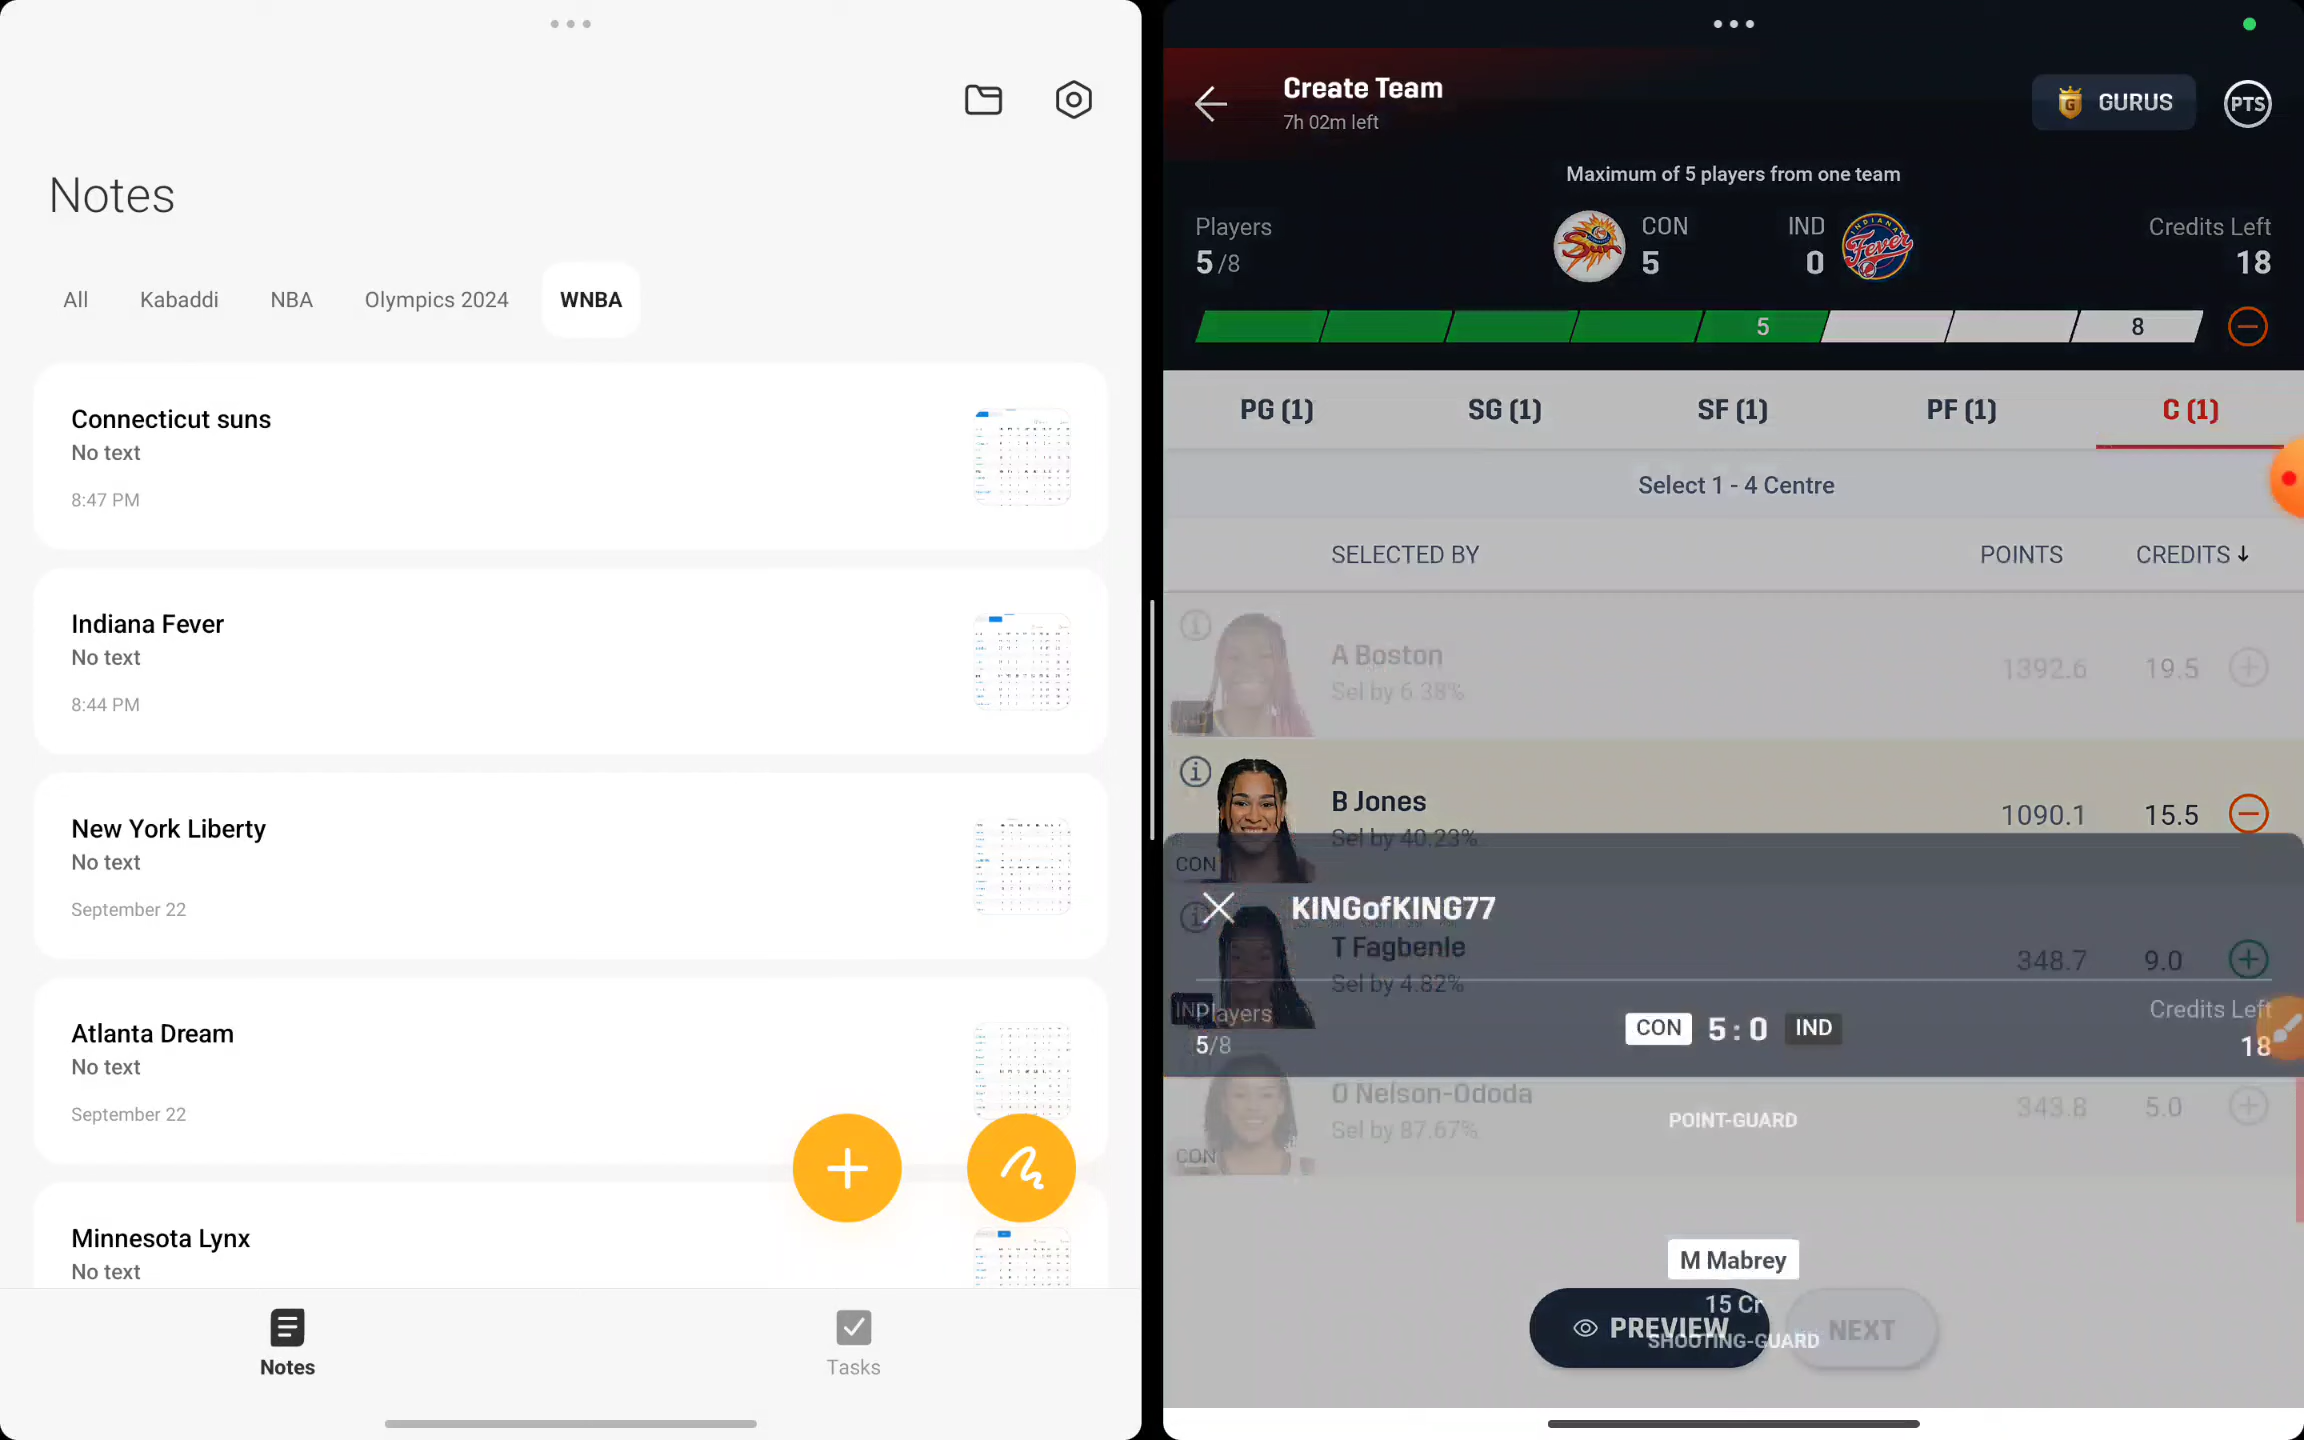 Notes
All
Kabaddi
NBA
Olympics 2024
WNBA
Connecticut suns
No text
8:47 PM
Indiana Fever
No text
8:44 PM
New York Liberty
No text
September 22
Atlanta Dream
No text
September 22
Minnesota Lynx
No text
Notes
Tasks
Create Team
7h 02m left
GURUS
PTS
Maximum of 5 players from one team
Players
5/8
CON
5
IND
0
Credits Left
18
5
8
PG (1)
SG (1)
SF (1)
PF (1)
C (1)
Select 1 - 4 Centre
SELECTED BY
POINTS
CREDITS
A Boston
Sel by 6.38%
1392.6
19.5
B Jones
Sel by 40.23%
CON
1090.1
15.5
KINGofKING77
T Fagbenle
Sel by 4.82%
IND
348.7
9.0
Players
5/8
CON
5 : 0
IND
Credits Left
18
O Nelson-Ododa
Sel by 87.67%
CON
343.8
5.0
POINT-GUARD
M Mabrey
15 Cr
PREVIEW
SHOOTING-GUARD
NEXT